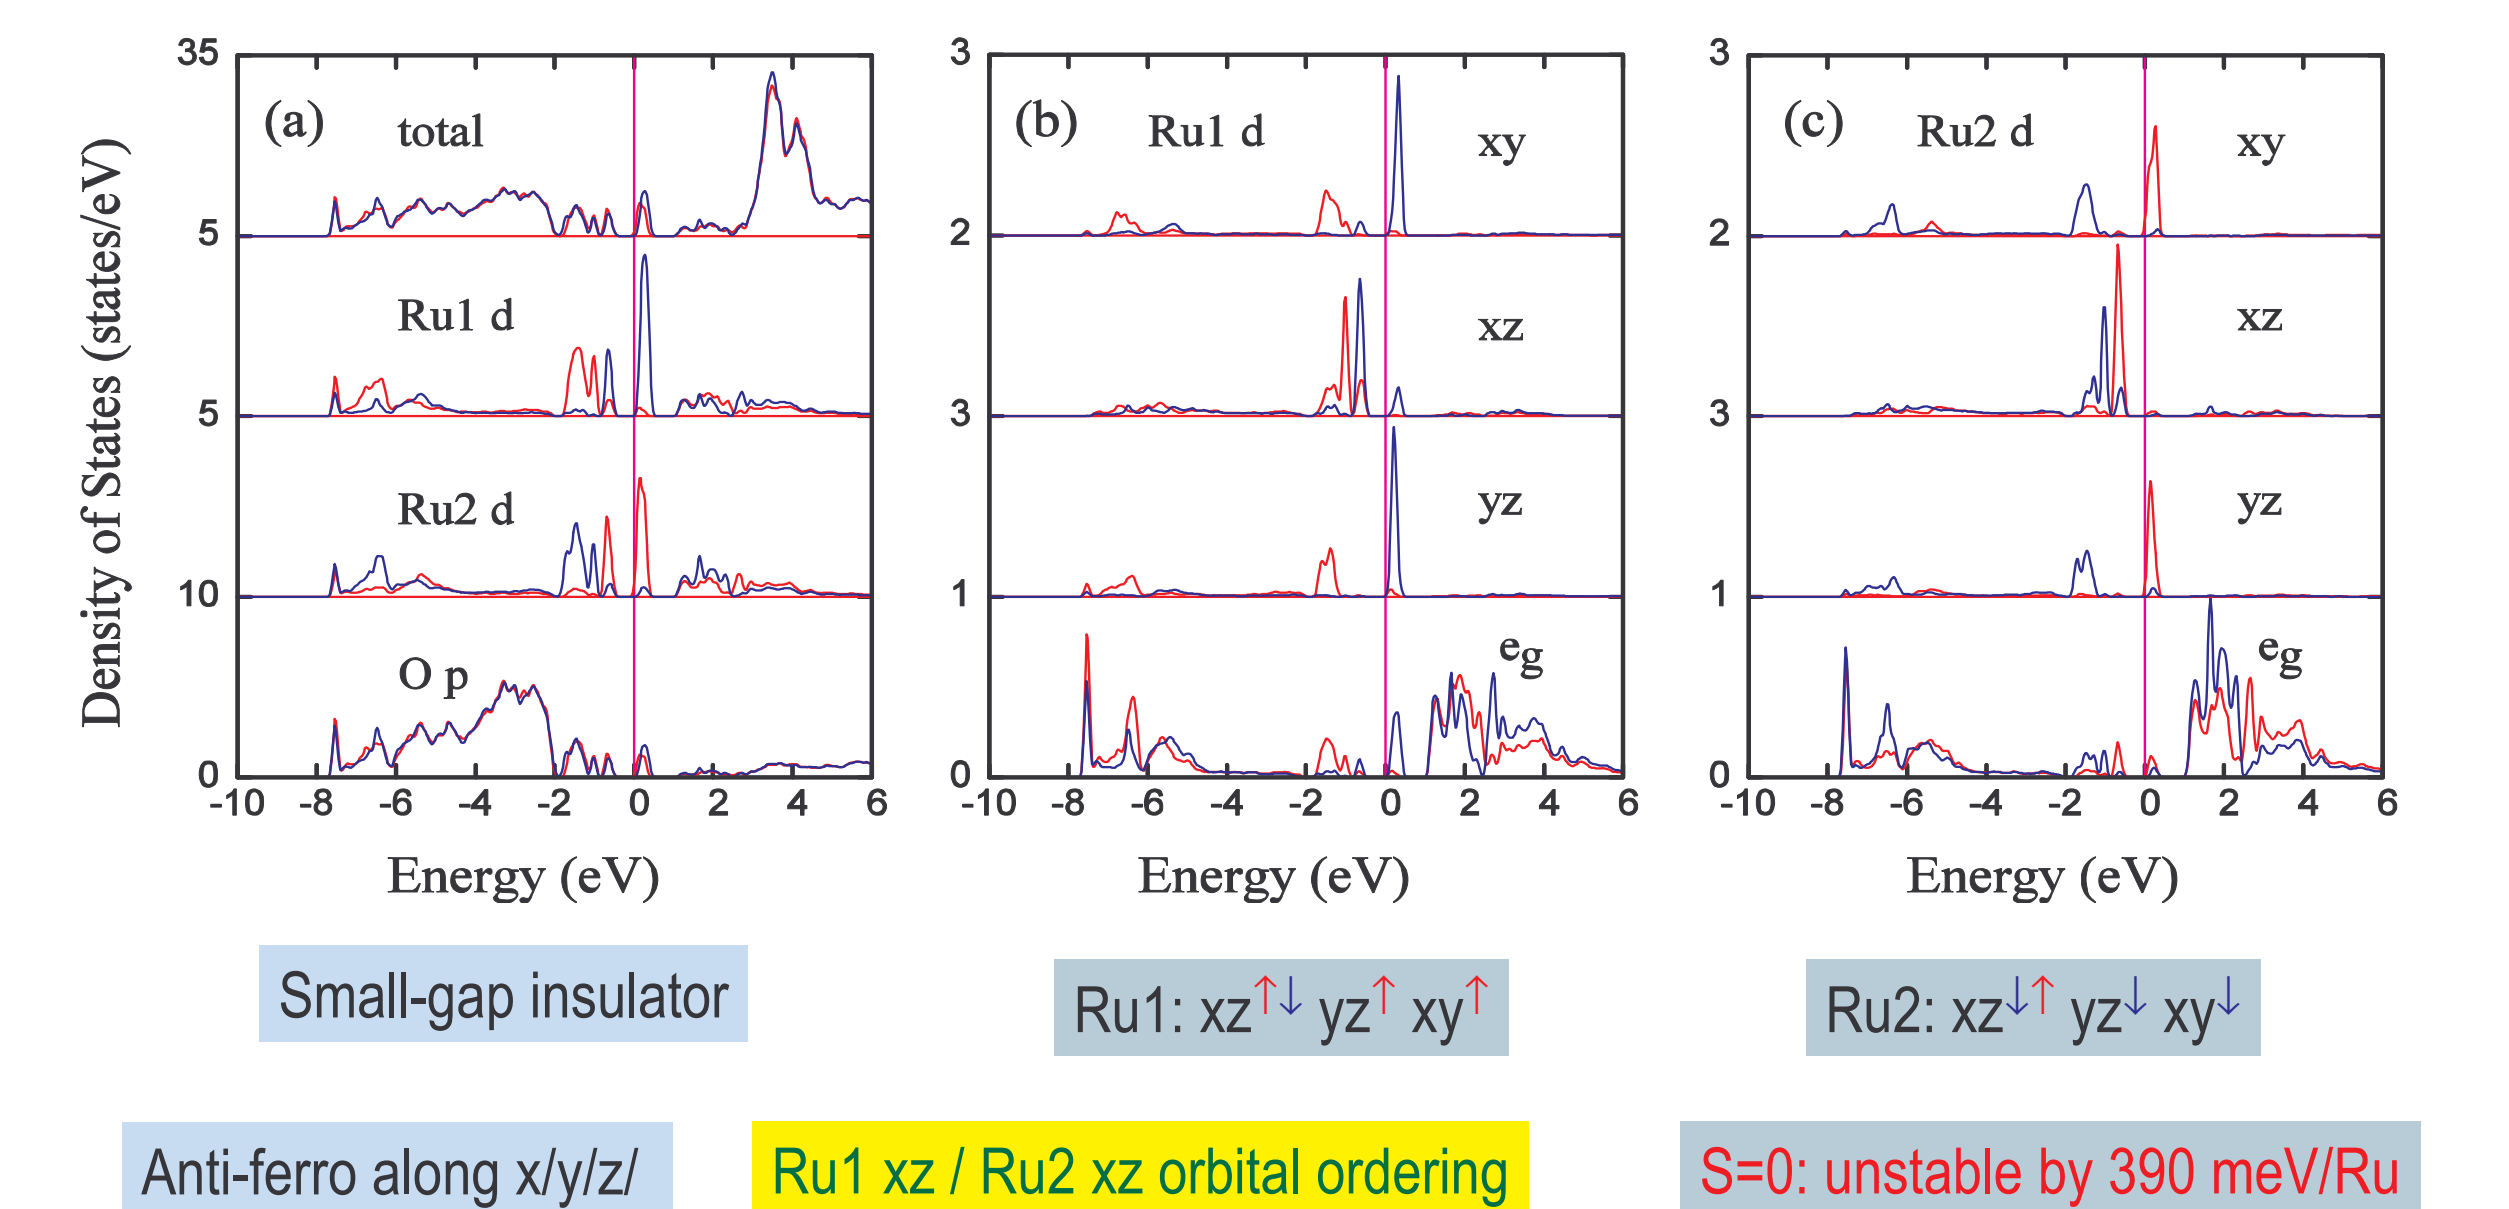 Density of States (states/eV)
35
5
5
10
0
(a)
total
Ru1 d
Ru2 d
O p
-10 -8 -6 -4 -2 0 2 4 6
Energy (eV)
3
2
3
1
0
(b)
Ru1 d
xy
xz
yz
eg
-10 -8 -6 -4 -2 0 2 4 6
Energy (eV)
3
2
3
1
0
(c)
Ru2 d
xy
xz
yz
eg
-10 -8 -6 -4 -2 0 2 4 6
Energy (eV)
Small-gap insulator
Ru1: xz↑↓ yz↑ xy↑
Ru2: xz↓↑ yz↓ xy↓
Anti-ferro along x/y//z/
Ru1 xz / Ru2 xz orbital ordering
S=0: unstable by 390 meV/Ru